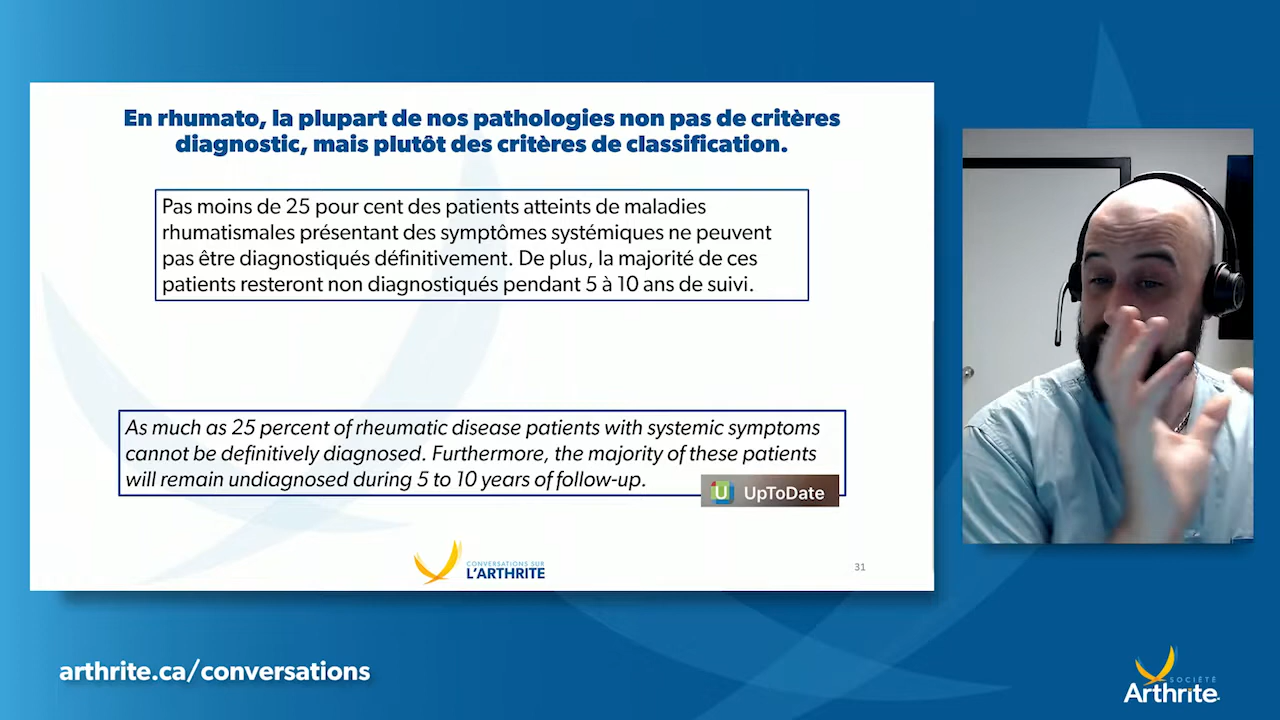 En rhumato, la plupart de nos pathologies non pas de critères
diagnostic, mais plutôt des critères de classification.
Pas moins de 25 pour cent des patients atteints de maladies
rhumatismales présentant des symptômes systémiques ne peuvent
pas être diagnostiqués définitivement. De plus, la majorité de ces
patients resteront non diagnostiqués pendant 5 à 10 ans de suivi.
As much as 25 percent of rheumatic disease patients with systemic symptoms
cannot be definitively diagnosed. Furthermore, the majority of these patients
will remain undiagnosed during 5 to 10 years of follow-up.
U UpToDate
CONVERSATIONS SUR
L'ARTHRITE
31
arthrite.ca/conversations
SOCIÉTÉ
Arthrite.